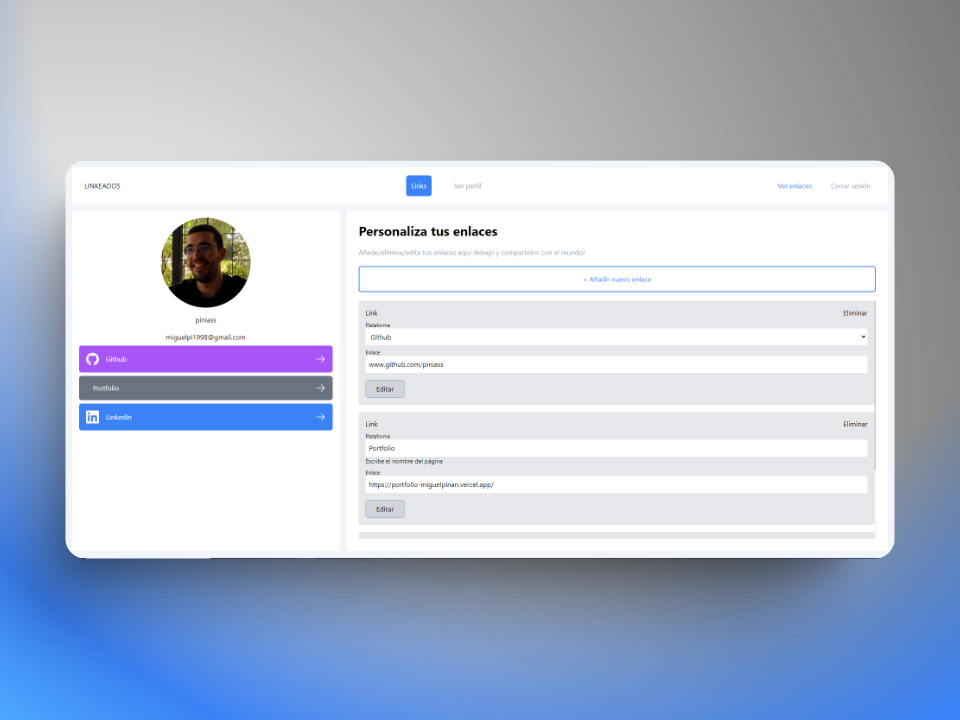 LINKEADOS
Links
Ver perfil
Ver enlaces
Cerrar sesión
piniass
miguelpi1998@gmail.com
Github
Portfolio
LinkedIn
Personaliza tus enlaces
Añade/elimina/edita tus enlaces aquí debajo y compartelos con el mundo!
+ Añadir nuevo enlace
Link
Eliminar
Plataforma
Github
Enlace
www.github.com/piniass
Editar
Link
Eliminar
Plataforma
Portfolio
Escribe el nombre del página
Enlace
https://portfolio-miguelpinan.vercel.app/
Editar